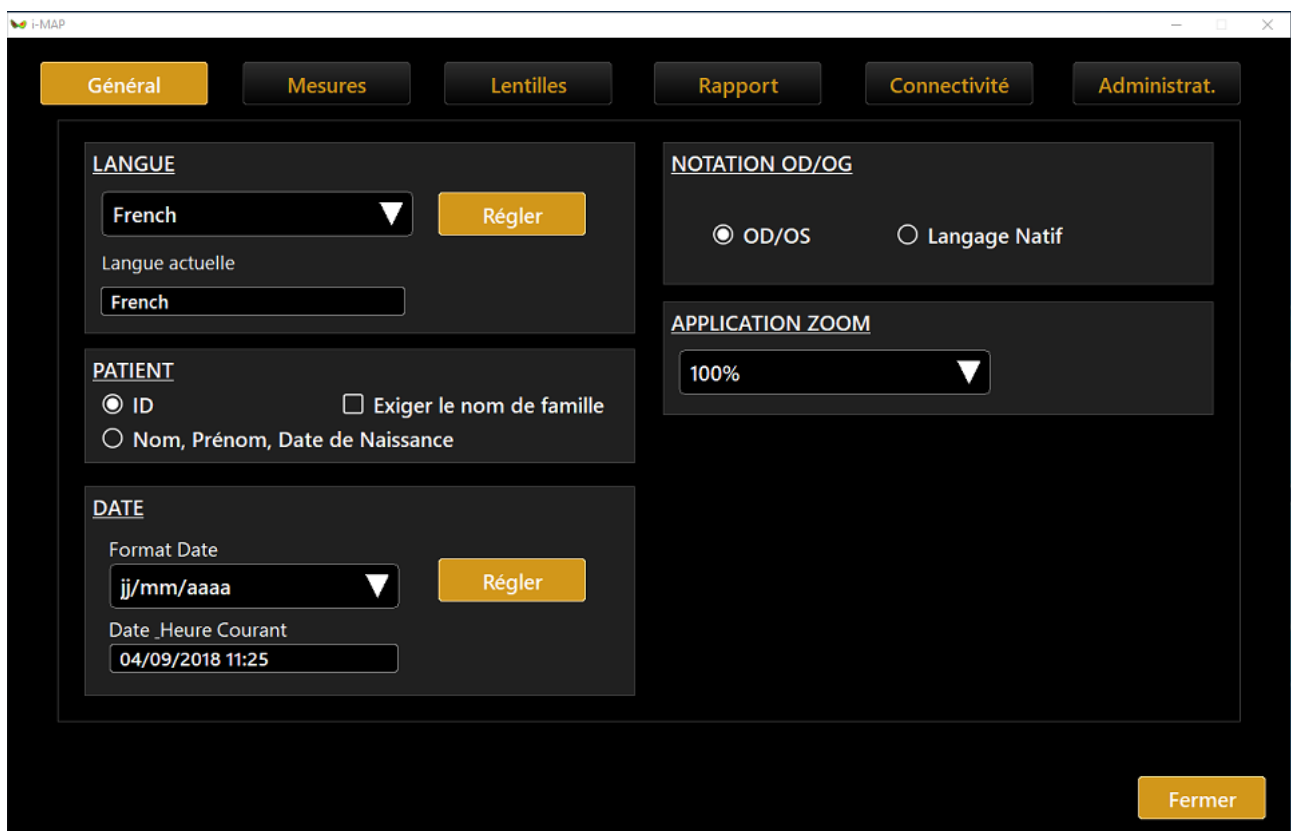 i-MAP
Général Mesures Lentilles Rapport Connectivité Administrat.
LANGUE
French Régler
Langue actuelle
French
PATIENT
ID Exiger le nom de famille
Nom, Prénom, Date de Naissance
DATE
Format Date
jj/mm/aaaa Régler
Date _Heure Courant
04/09/2018 11:25
NOTATION OD/OG
OD/OS Langage Natif
APPLICATION ZOOM
100%
Fermer